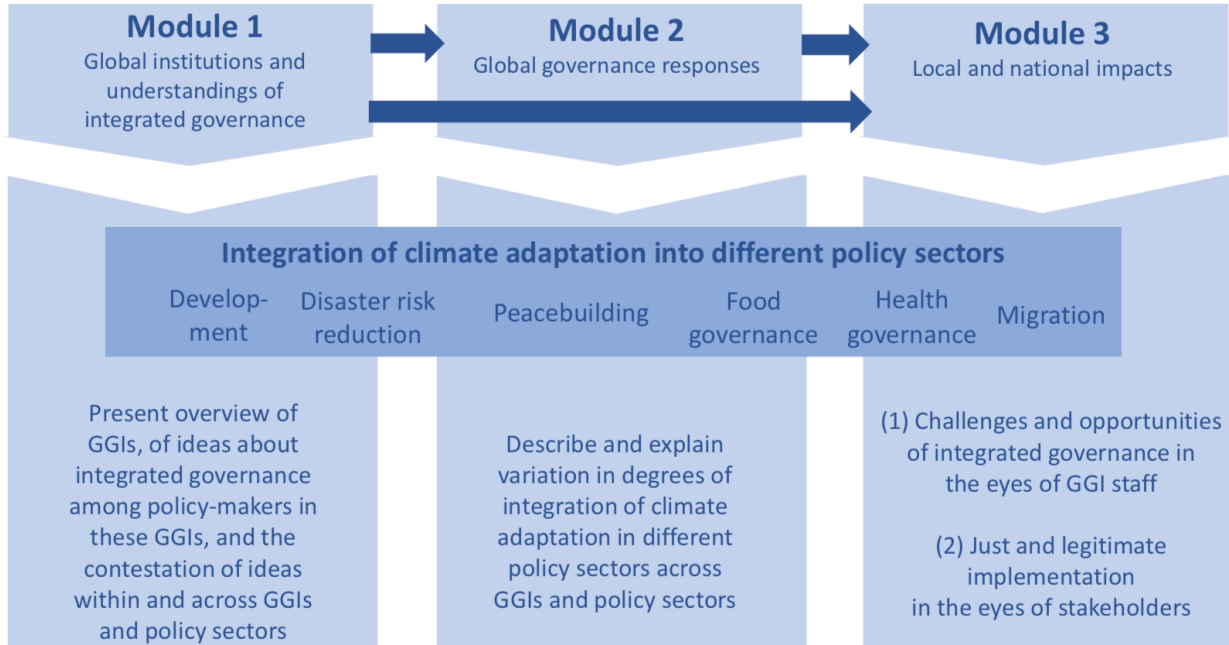 Module 1
Global institutions and
understandings of
integrated governance
Module 2
Global governance responses
Module 3
Local and national impacts
Integration of climate adaptation into different policy sectors
Develop-
ment
Disaster risk
reduction
Peacebuilding
Food
governance
Health
governance
Migration
Present overview of
GGIs, of ideas about
integrated governance
among policy-makers in
these GGIs, and the
contestation of ideas
within and across GGIs
and policy sectors
Describe and explain
variation in degrees of
integration of climate
adaptation in different
policy sectors across
GGIs and policy sectors
(1) Challenges and opportunities
of integrated governance in
the eyes of GGI staff
(2) Just and legitimate
implementation
in the eyes of stakeholders